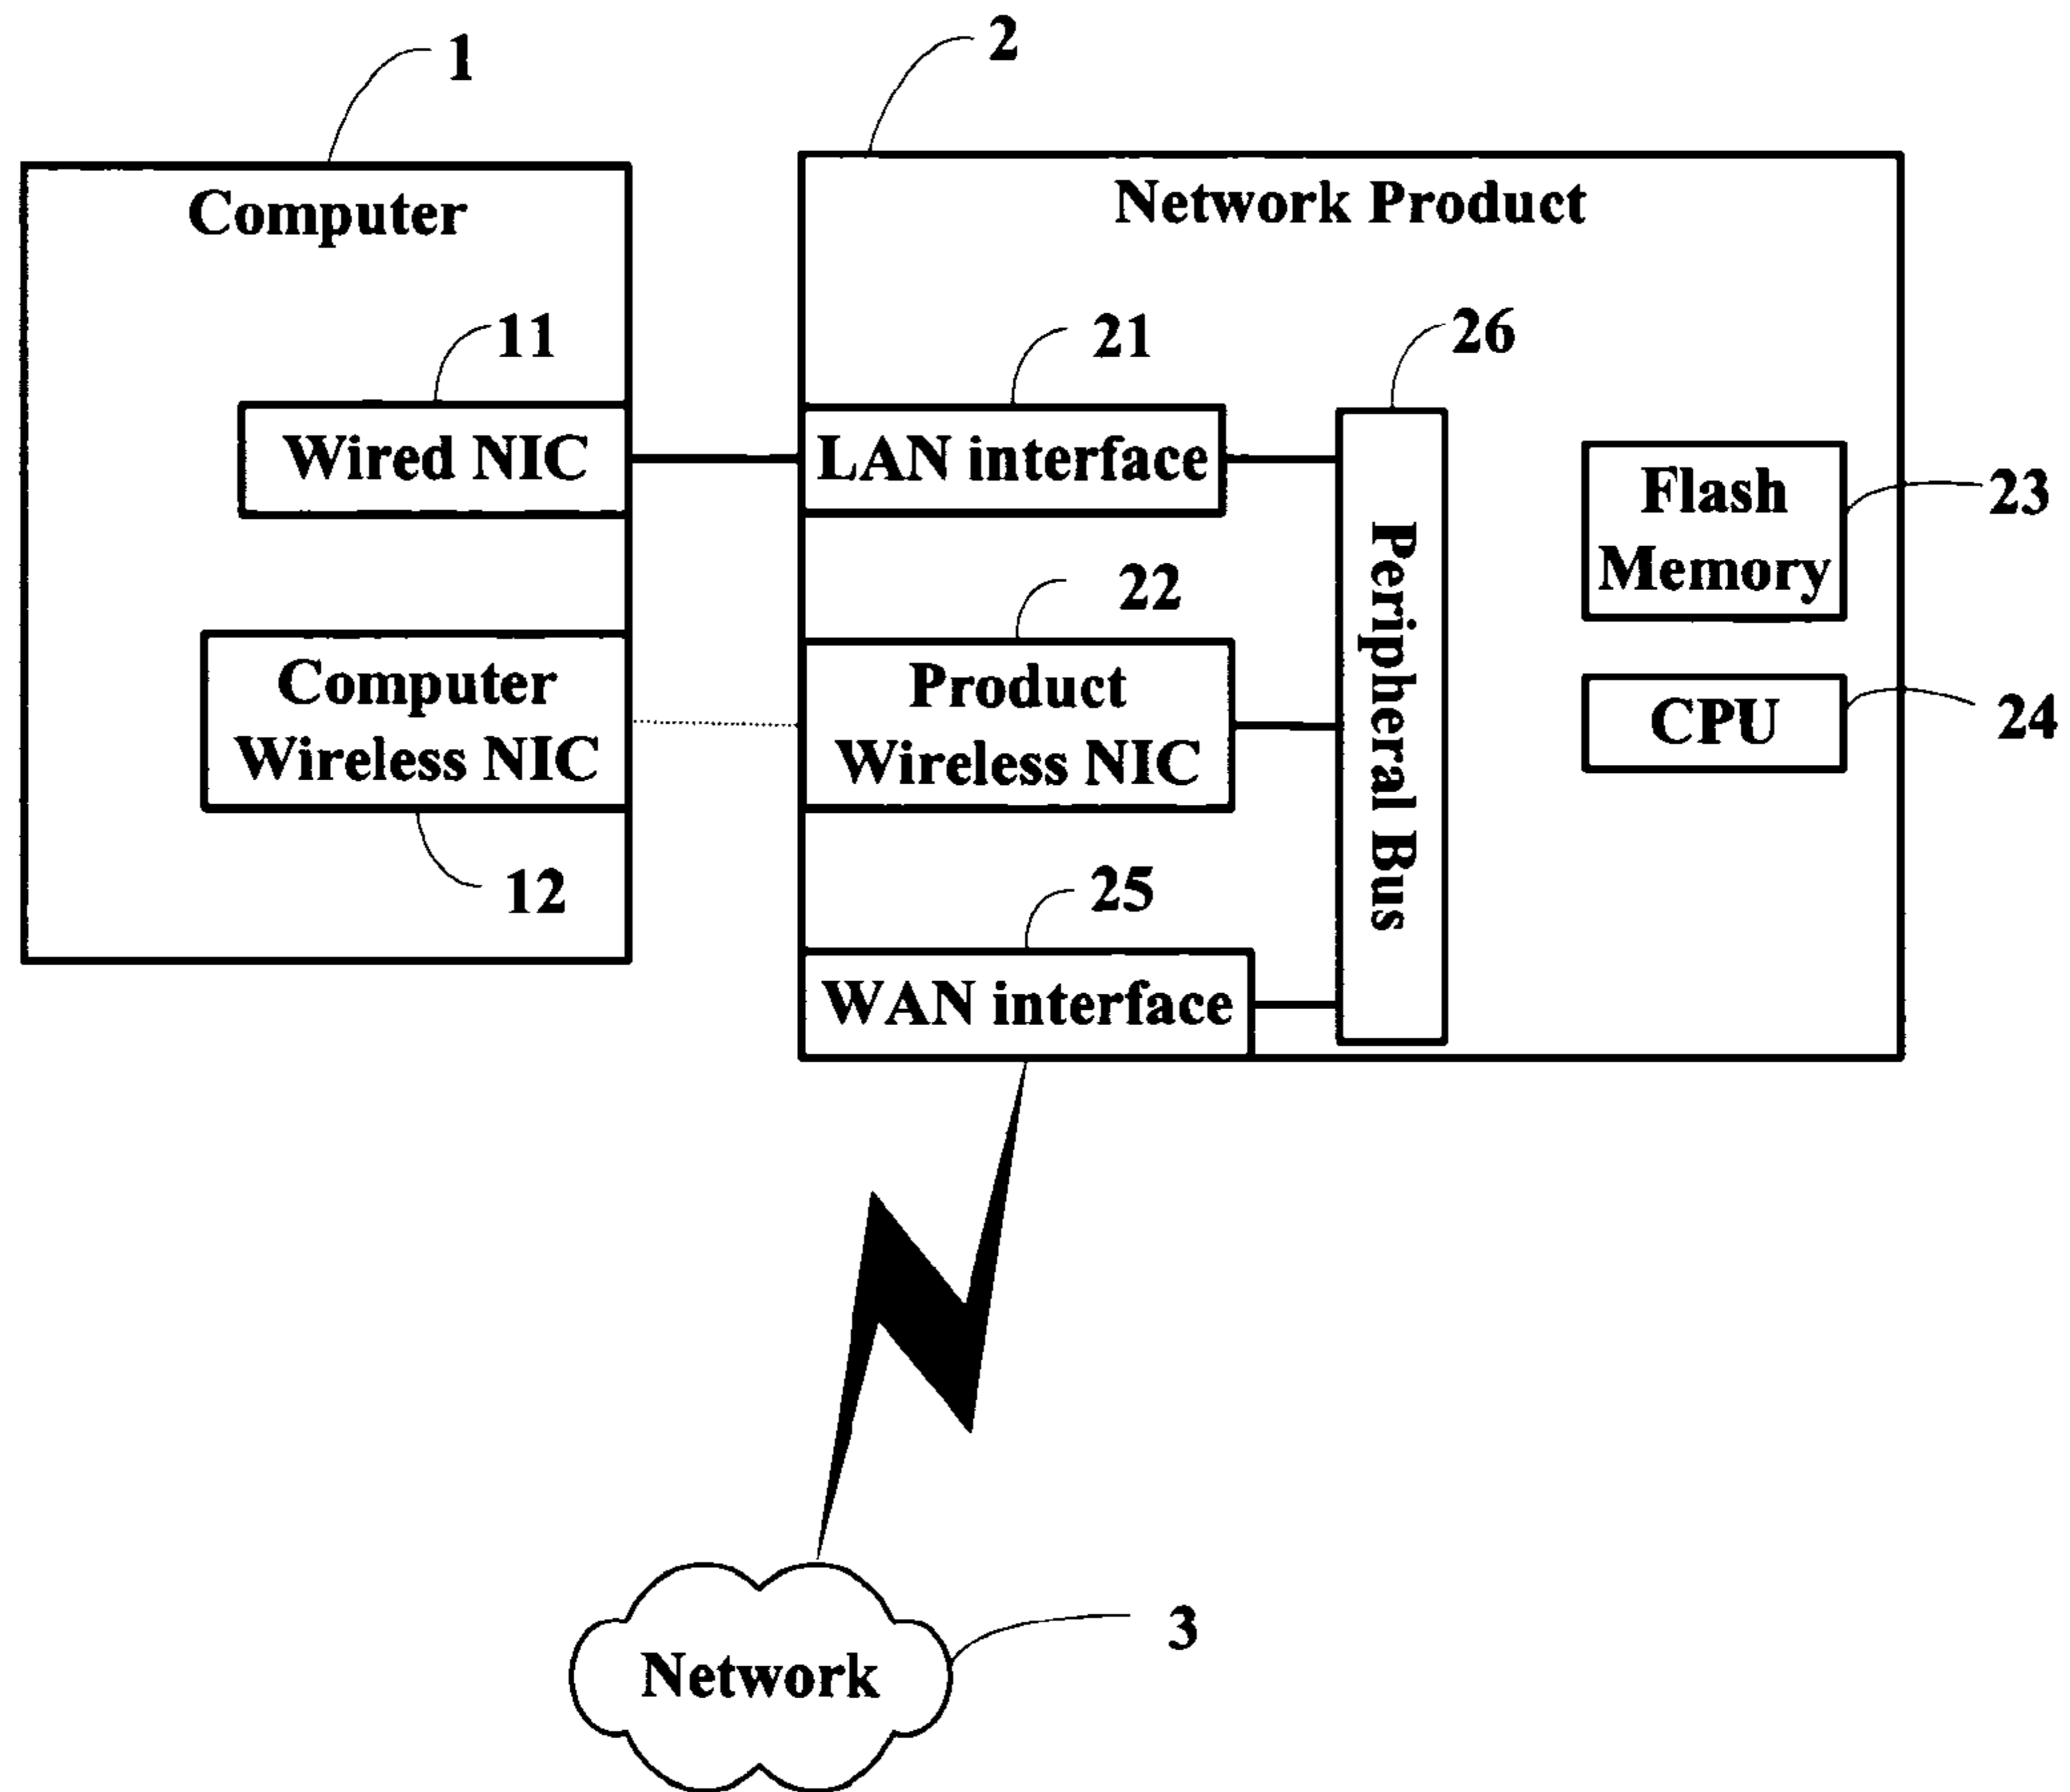 1
2
Computer
Network Product
11
21
26
Wired NIC
LAN interface
Flash
Memory
23
Peripheral Bus
22
Computer
Wireless NIC
Product
Wireless NIC
CPU
24
12
25
WAN interface
3
Network